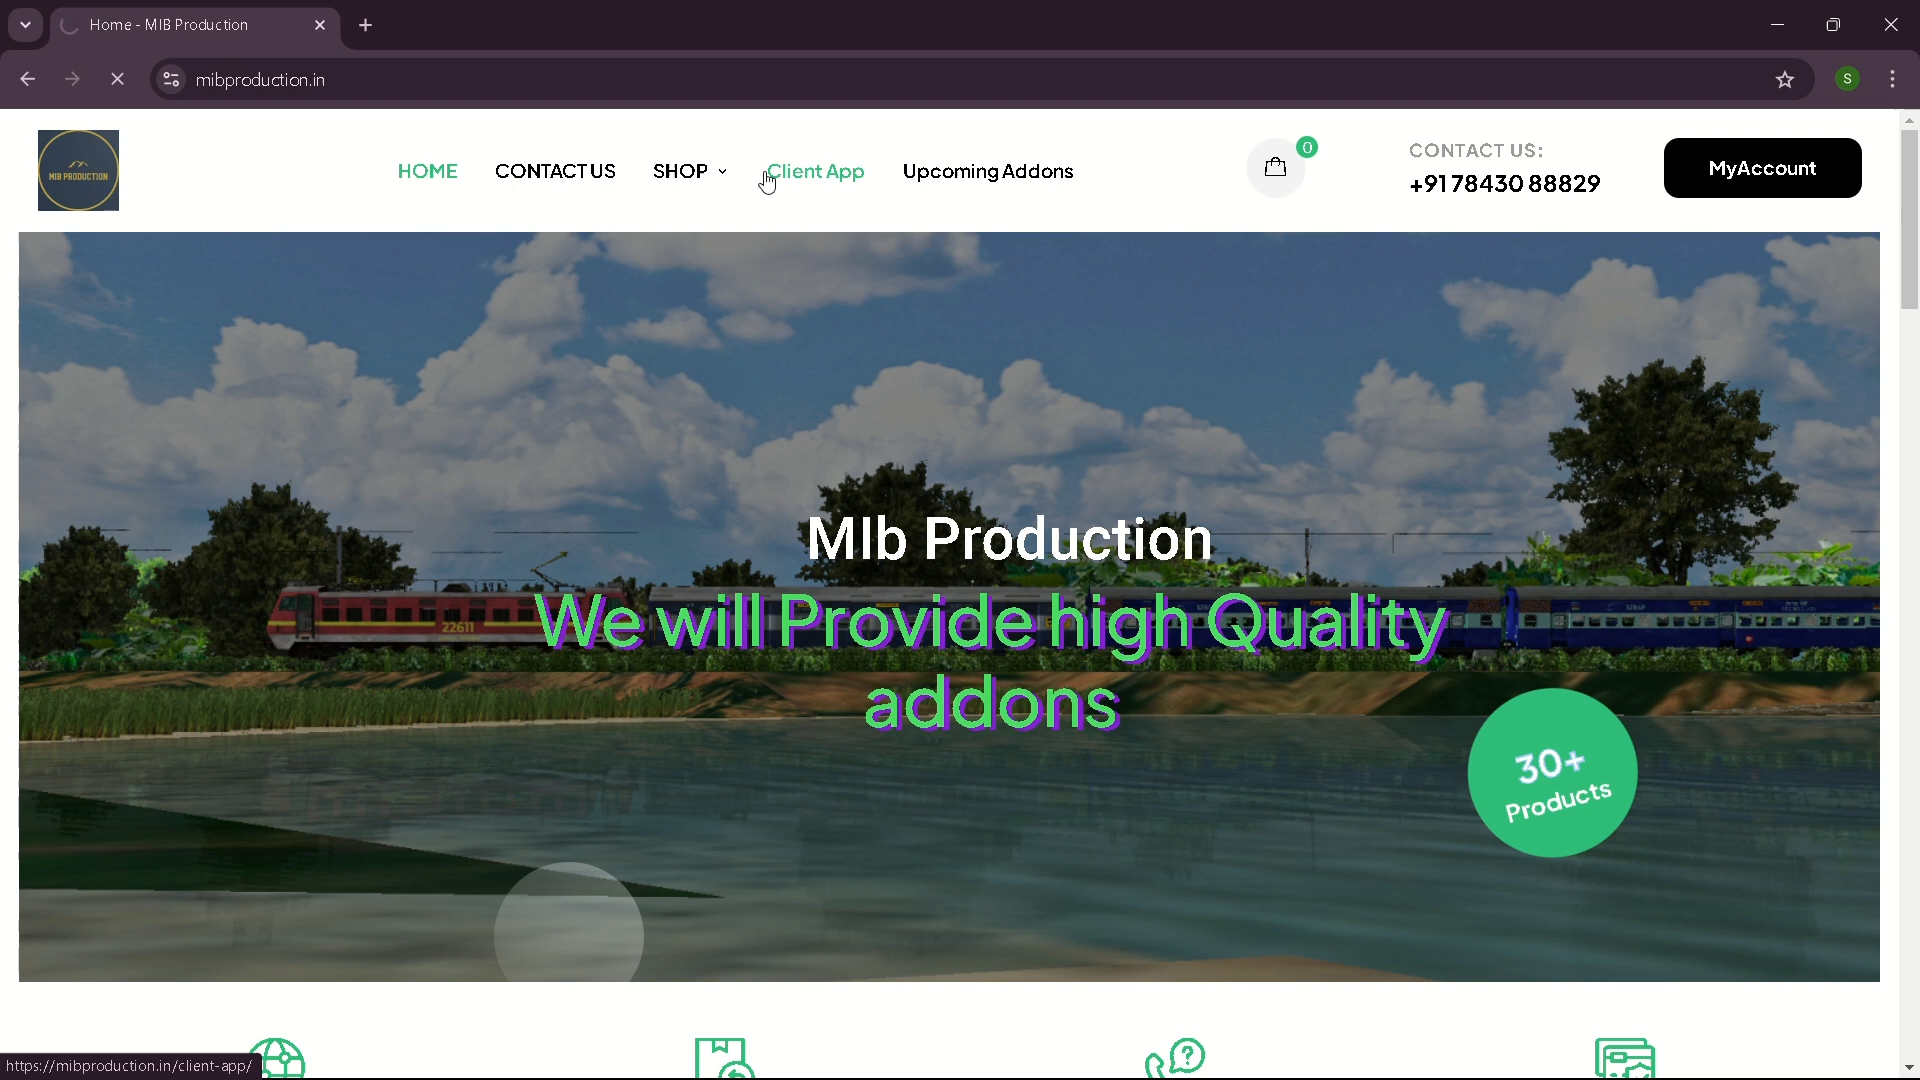 Home - MIB Production
mibproduction.in
S
MIB PRODUCTION
HOME
CONTACT US
SHOP
Client App
Upcoming Addons
0
CONTACT US:
+91 78430 88829
MyAccount
MIb Production
We will Provide high Quality
addons
22611
30+
Products
https://mibproduction.in/client-app/